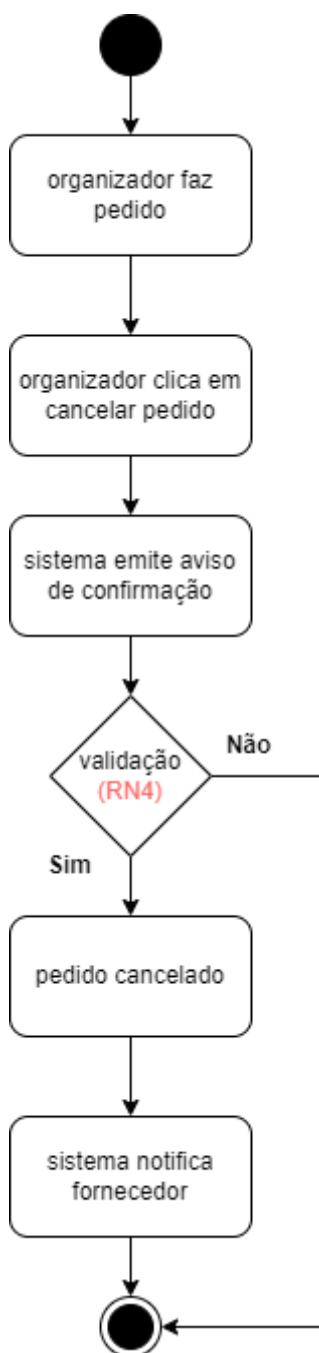 organizador faz
pedido
organizador clica em
cancelar pedido
sistema emite aviso
de confirmação
validação
(RN4)
Não
Sim
pedido cancelado
sistema notifica
fornecedor